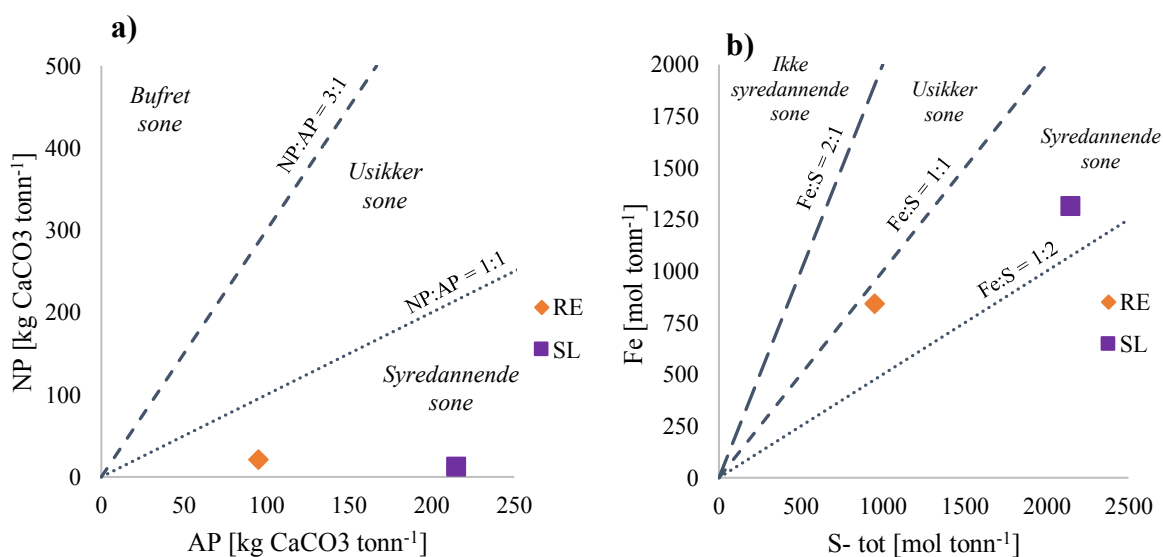 a)
NP [kg CaCO3 tonn⁻¹]
500
400
300
200
100
0
0
50
100
150
200
250
AP [kg CaCO3 tonn⁻¹]
Bufret
sone
NP:AP = 3:1
Usikker
sone
NP:AP = 1:1
Syredannende
sone
RE
SL
b)
Fe [mol tonn⁻¹]
2000
1750
1500
1250
1000
750
500
250
0
0
500
1000
1500
2000
2500
S- tot [mol tonn⁻¹]
Ikke
syredannende
sone
Fe:S = 2:1
Usikker
sone
Fe:S = 1:1
Syredannende
sone
Fe:S = 1:2
RE
SL